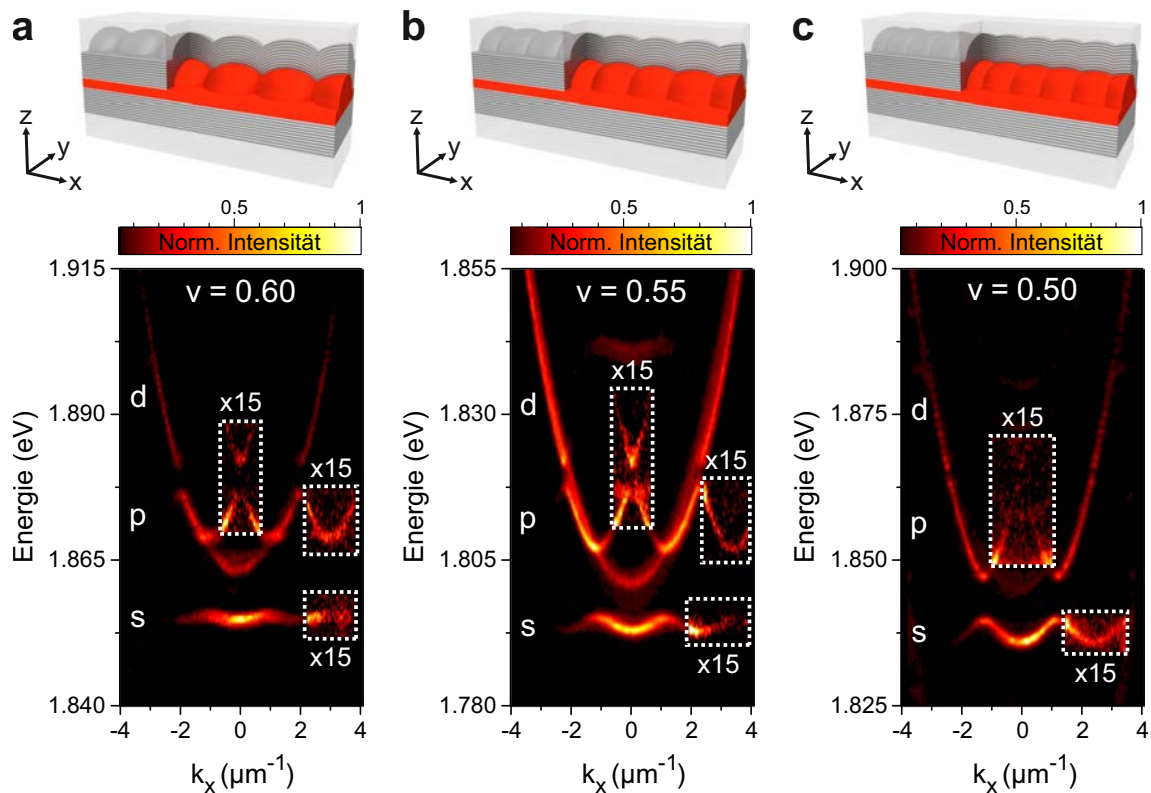 a
b
c
z
y
x
z
y
x
z
y
x
0.5
1
0.5
1
0.5
1
Norm. Intensität
Norm. Intensität
Norm. Intensität
1.915
1.890
1.865
1.840
Energie (eV)
v = 0.60
d
p
s
x15
x15
x15
-4
-2
0
2
4
kx (µm-1)
1.855
1.830
1.805
1.780
Energie (eV)
v = 0.55
d
p
s
x15
x15
x15
-4
-2
0
2
4
kx (µm-1)
1.900
1.875
1.850
1.825
Energie (eV)
v = 0.50
d
p
s
x15
x15
-4
-2
0
2
4
kx (µm-1)